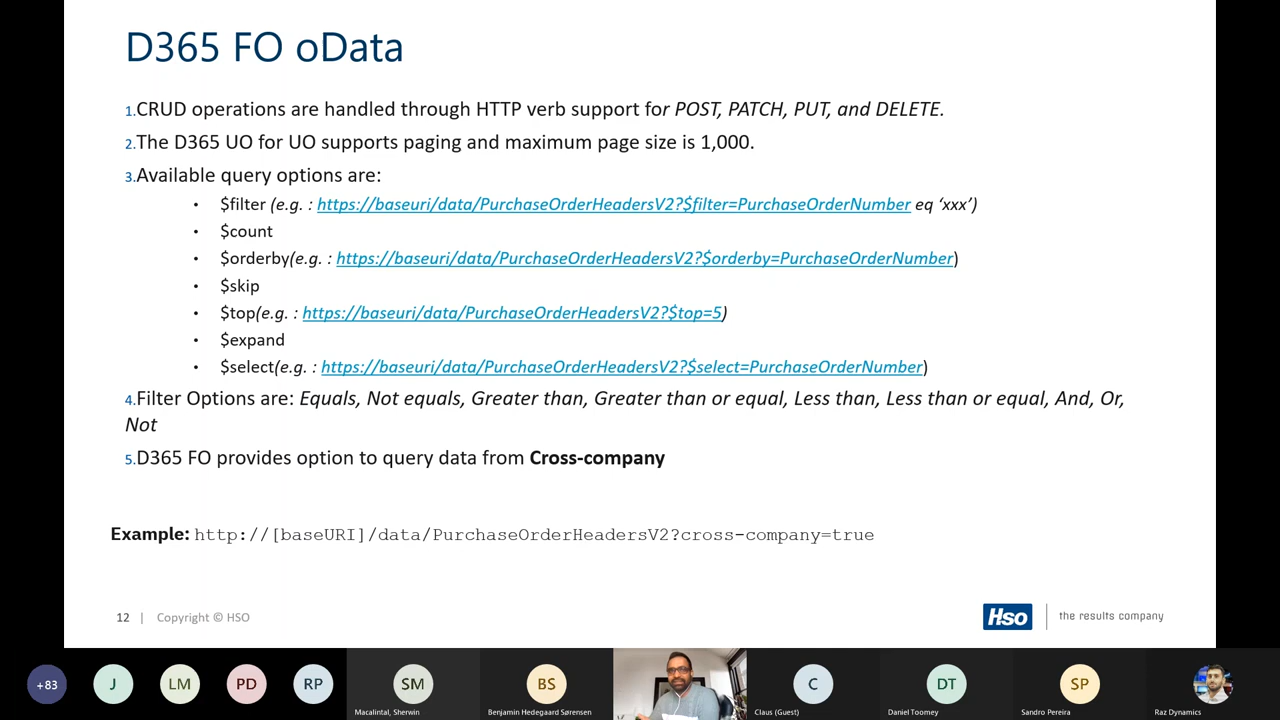 D365 FO oData
1.CRUD operations are handled through HTTP verb support for POST, PATCH, PUT, and DELETE.
2.The D365 UO for UO supports paging and maximum page size is 1,000.
3.Available query options are:
• $filter (e.g. : https://baseuri/data/PurchaseOrderHeadersV2?$filter=PurchaseOrderNumber eq ‘xxx’)
• $count
• $orderby(e.g. : https://baseuri/data/PurchaseOrderHeadersV2?$orderby=PurchaseOrderNumber)
• $skip
• $top(e.g. : https://baseuri/data/PurchaseOrderHeadersV2?$top=5)
• $expand
• $select(e.g. : https://baseuri/data/PurchaseOrderHeadersV2?$select=PurchaseOrderNumber)
4.Filter Options are: Equals, Not equals, Greater than, Greater than or equal, Less than, Less than or equal, And, Or,
Not
5.D365 FO provides option to query data from Cross-company
Example: http://[baseURI]/data/PurchaseOrderHeadersV2?cross-company=true
12 | Copyright © HSO
Hso the results company
+83 J LM PD RP SM BS C DT SP
Macalintal, Sherwin Benjamin Hedegaard Sørensen Claus (Guest) Daniel Toomey Sandro Pereira Raz Dynamics